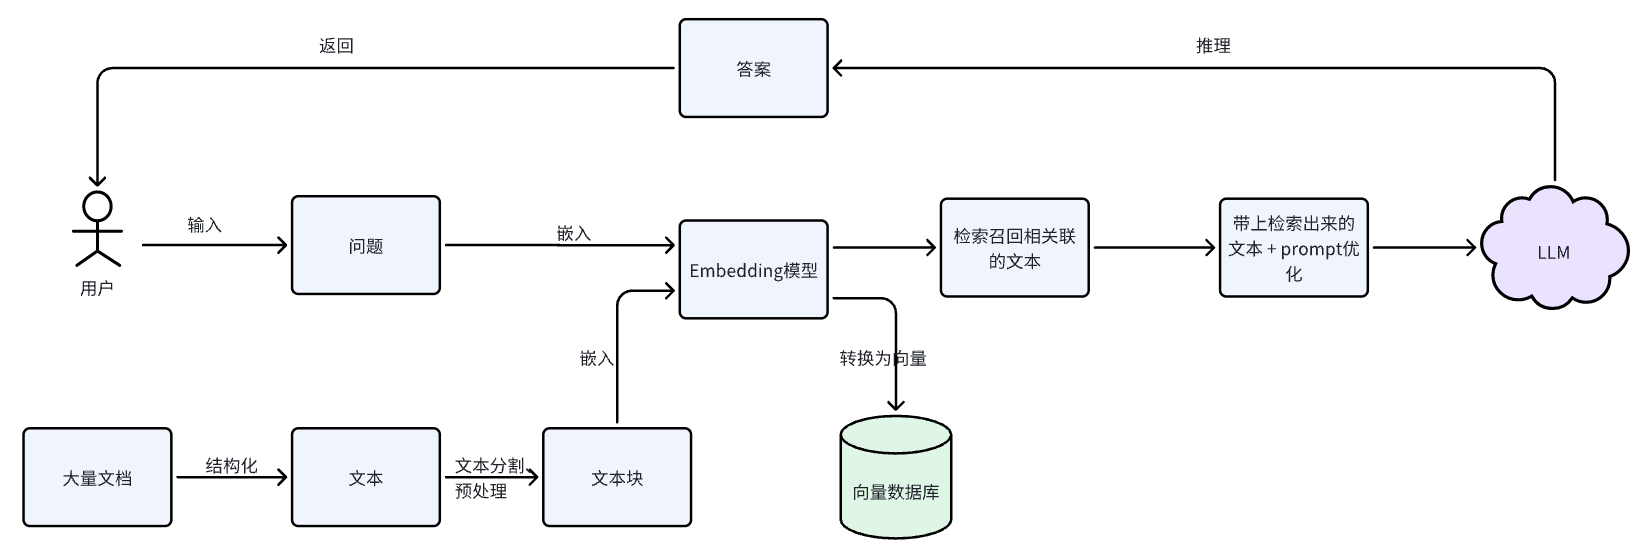 返回
答案
推理
输入
用户
问题
嵌入
Embedding模型
检索召回相关联
的文本
带上检索出来的
文本 + prompt优
化
LLM
嵌入
转换为向量
大量文档
结构化
文本
文本分割、
预处理
文本块
向量数据库